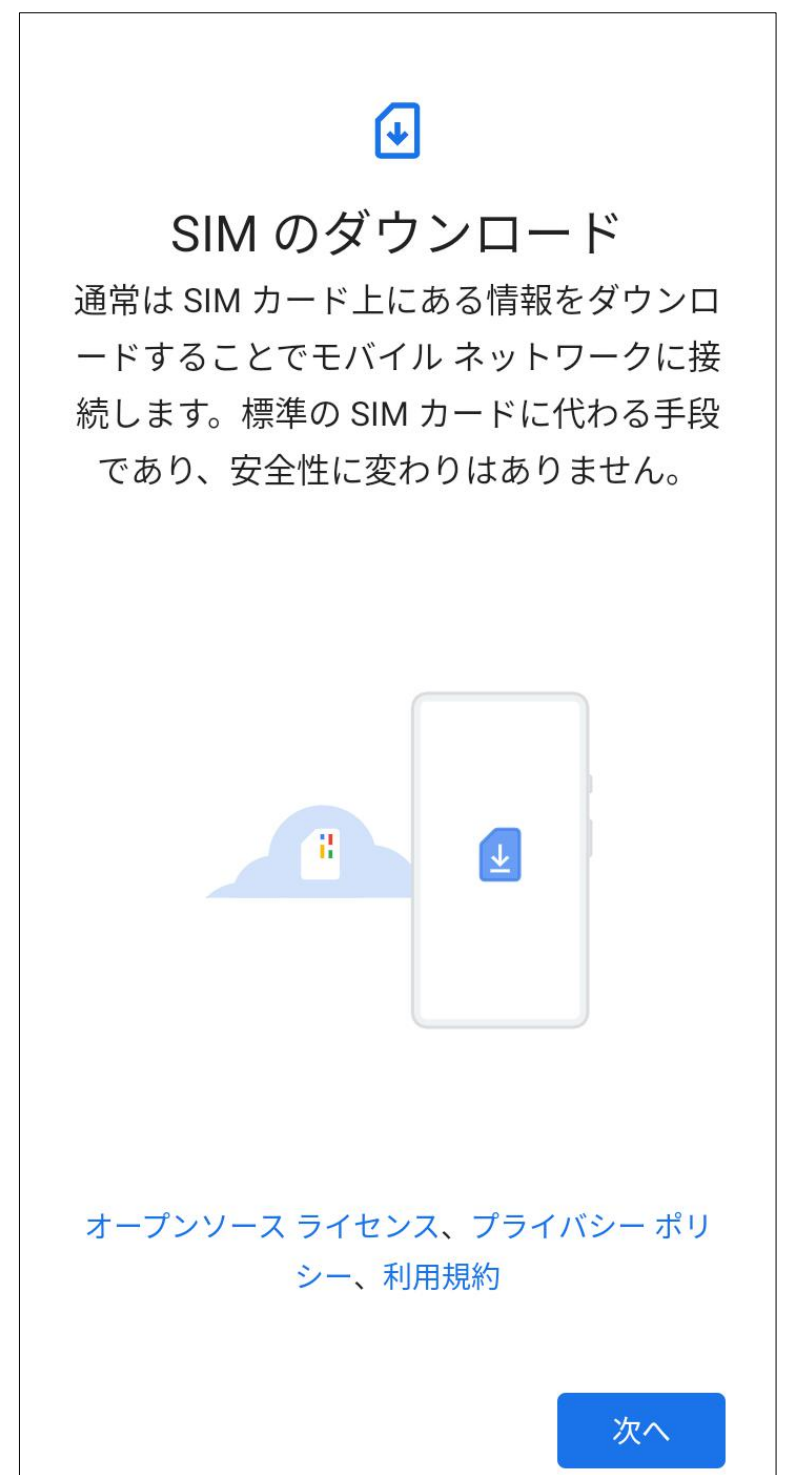 SIM のダウンロード
通常は SIM カード上にある情報をダウンロ
ードすることでモバイル ネットワークに接
続します。標準の SIM カードに代わる手段
であり、安全性に変わりはありません。
オープンソース ライセンス、プライバシー ポリ
シー、利用規約
次へ